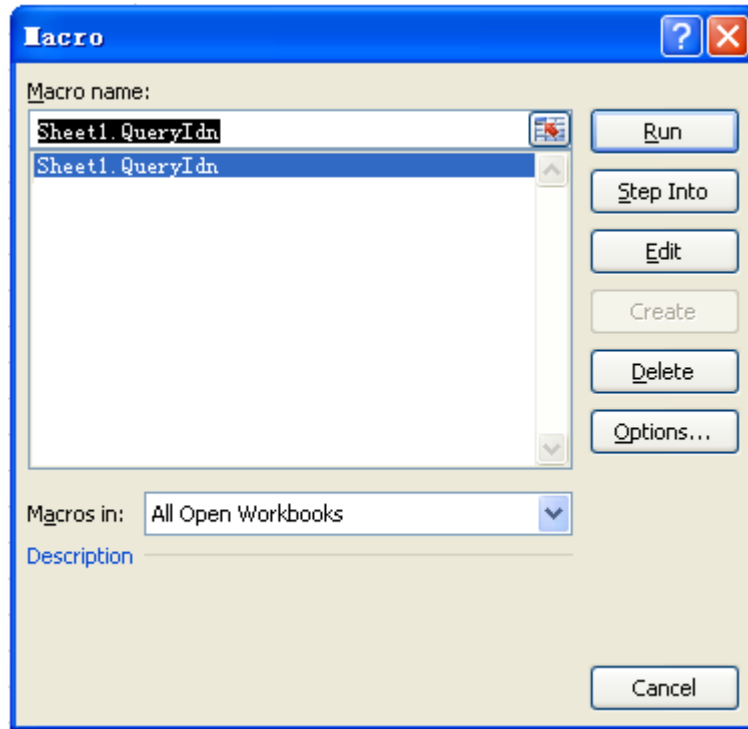 Macro
Macro name:
Sheet1.QueryIdn
Sheet1.QueryIdn
Run
Step Into
Edit
Create
Delete
Options...
Macros in:
All Open Workbooks
Description
Cancel